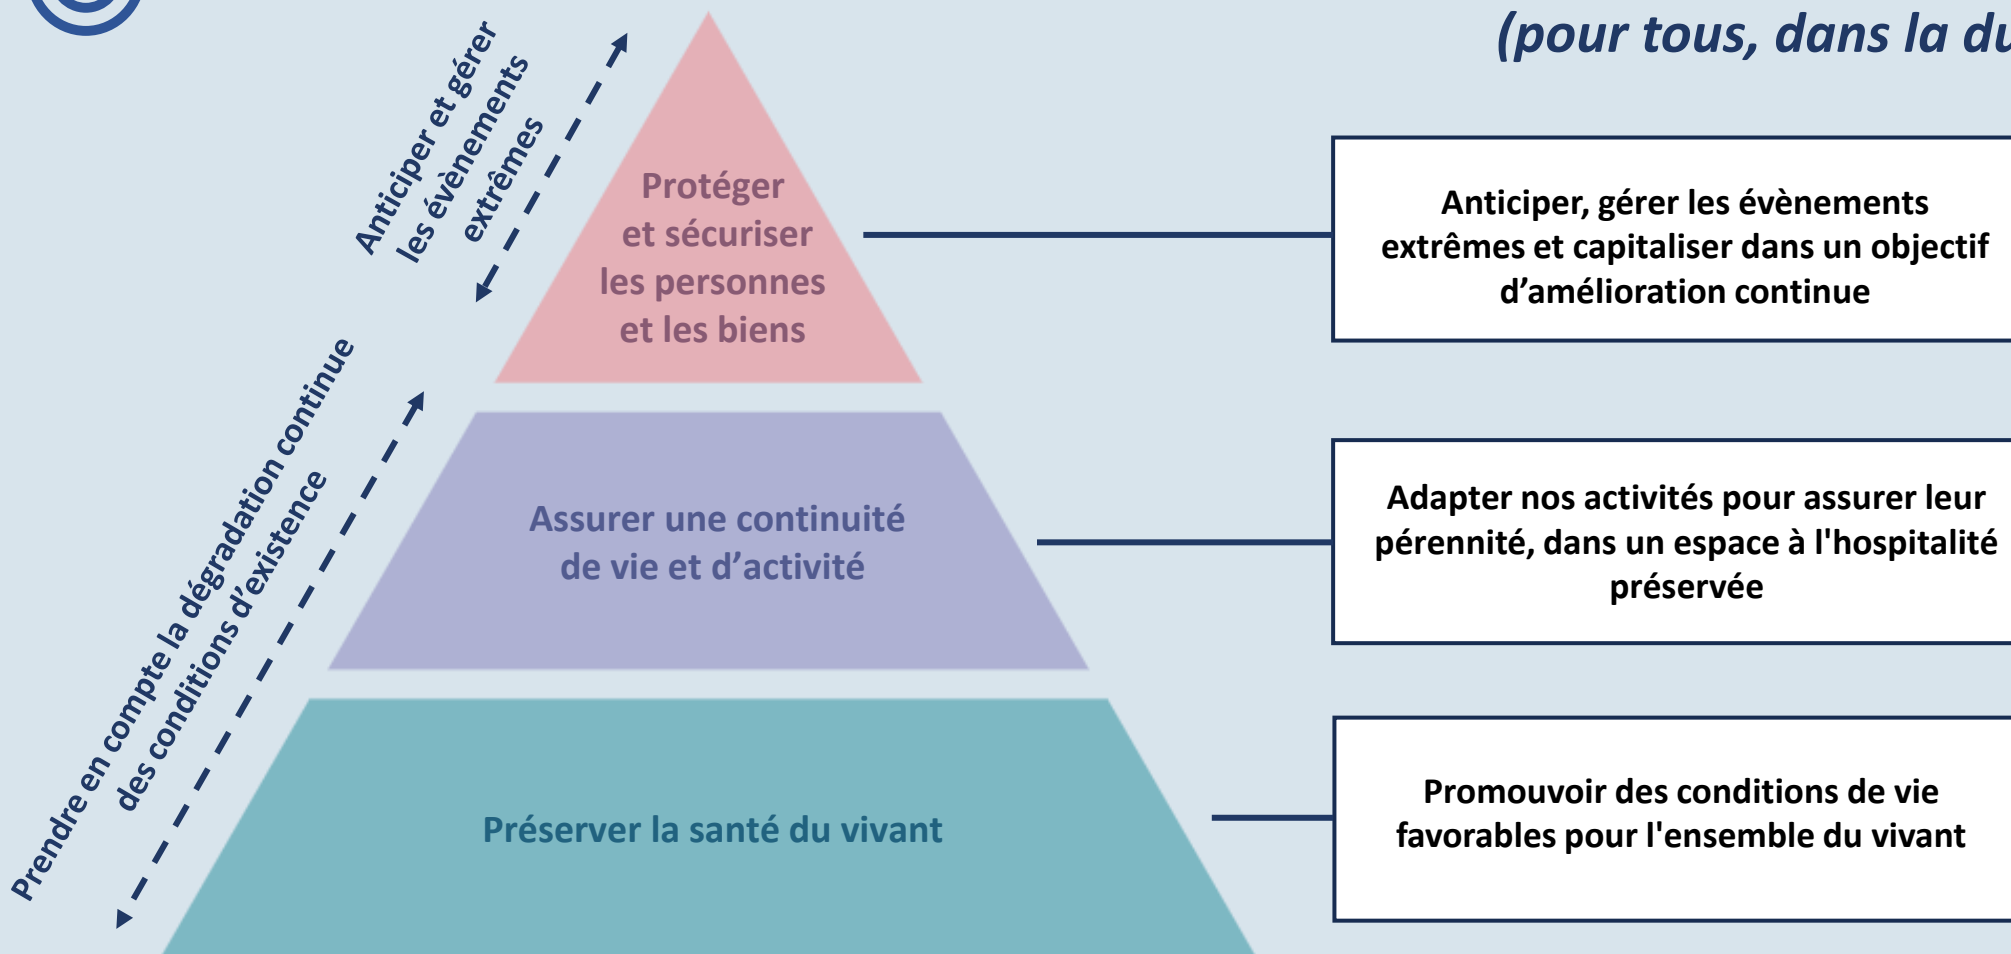 (pour tous, dans la
Anticiper et gérer
les évènements
extrêmes
Protéger
et sécuriser
les personnes
et les biens
Anticiper, gérer les évènements
extrêmes et capitaliser dans un objectif
d’amélioration continue
Prendre en compte la dégradation continue
des conditions d’existence
Assurer une continuité
de vie et d’activité
Adapter nos activités pour assurer leur
pérennité, dans un espace à l'hospitalité
préservée
Préserver la santé du vivant
Promouvoir des conditions de vie
favorables pour l'ensemble du vivant